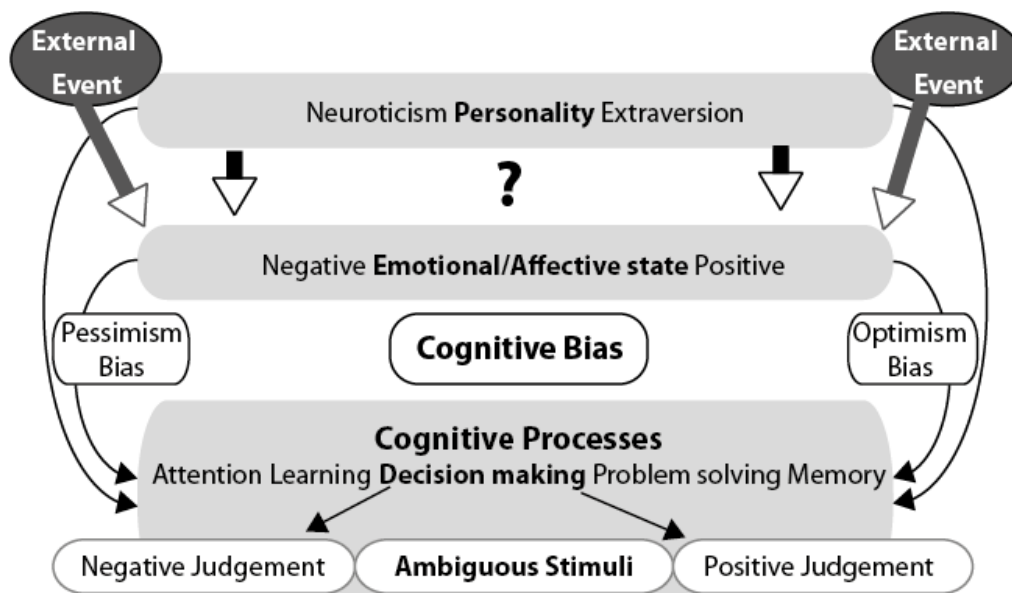 External
Event
External
Event
Neuroticism Personality Extraversion
?
Negative Emotional/Affective state Positive
Pessimism
Bias
Cognitive Bias
Optimism
Bias
Cognitive Processes
Attention Learning Decision making Problem solving Memory
Negative Judgement
Ambiguous Stimuli
Positive Judgement